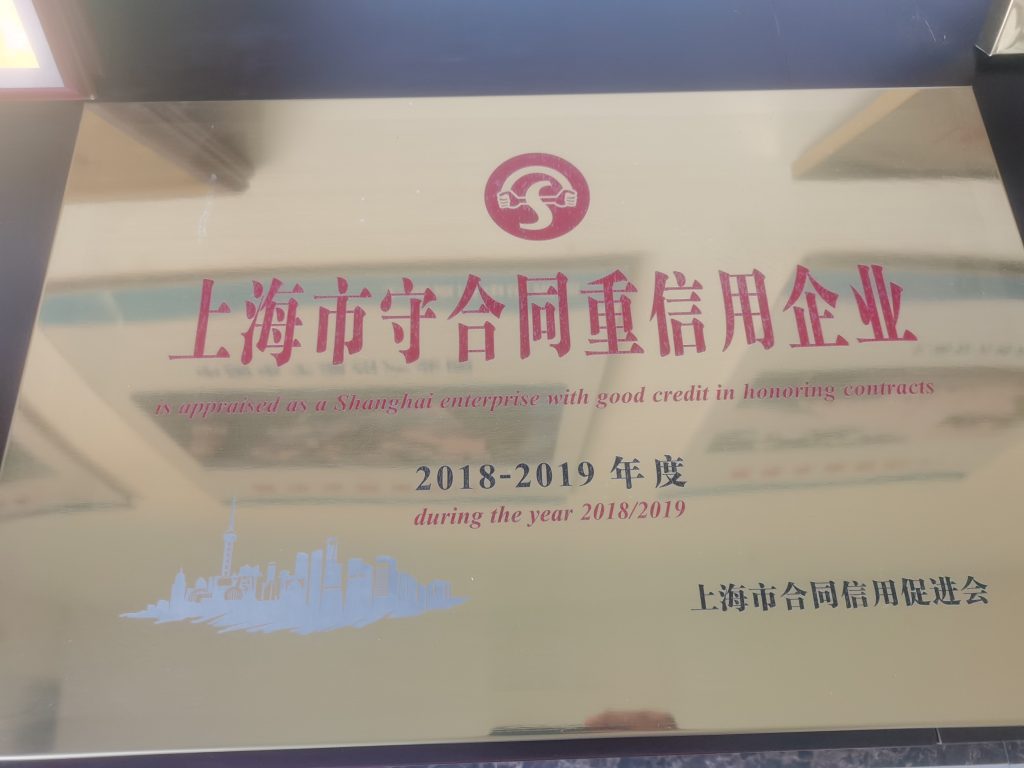 上海市守合同重信用企业
is appraised as a Shanghai enterprise with good credit in honoring contracts
2018-2019 年度
during the year 2018/2019
上海市合同信用促进会